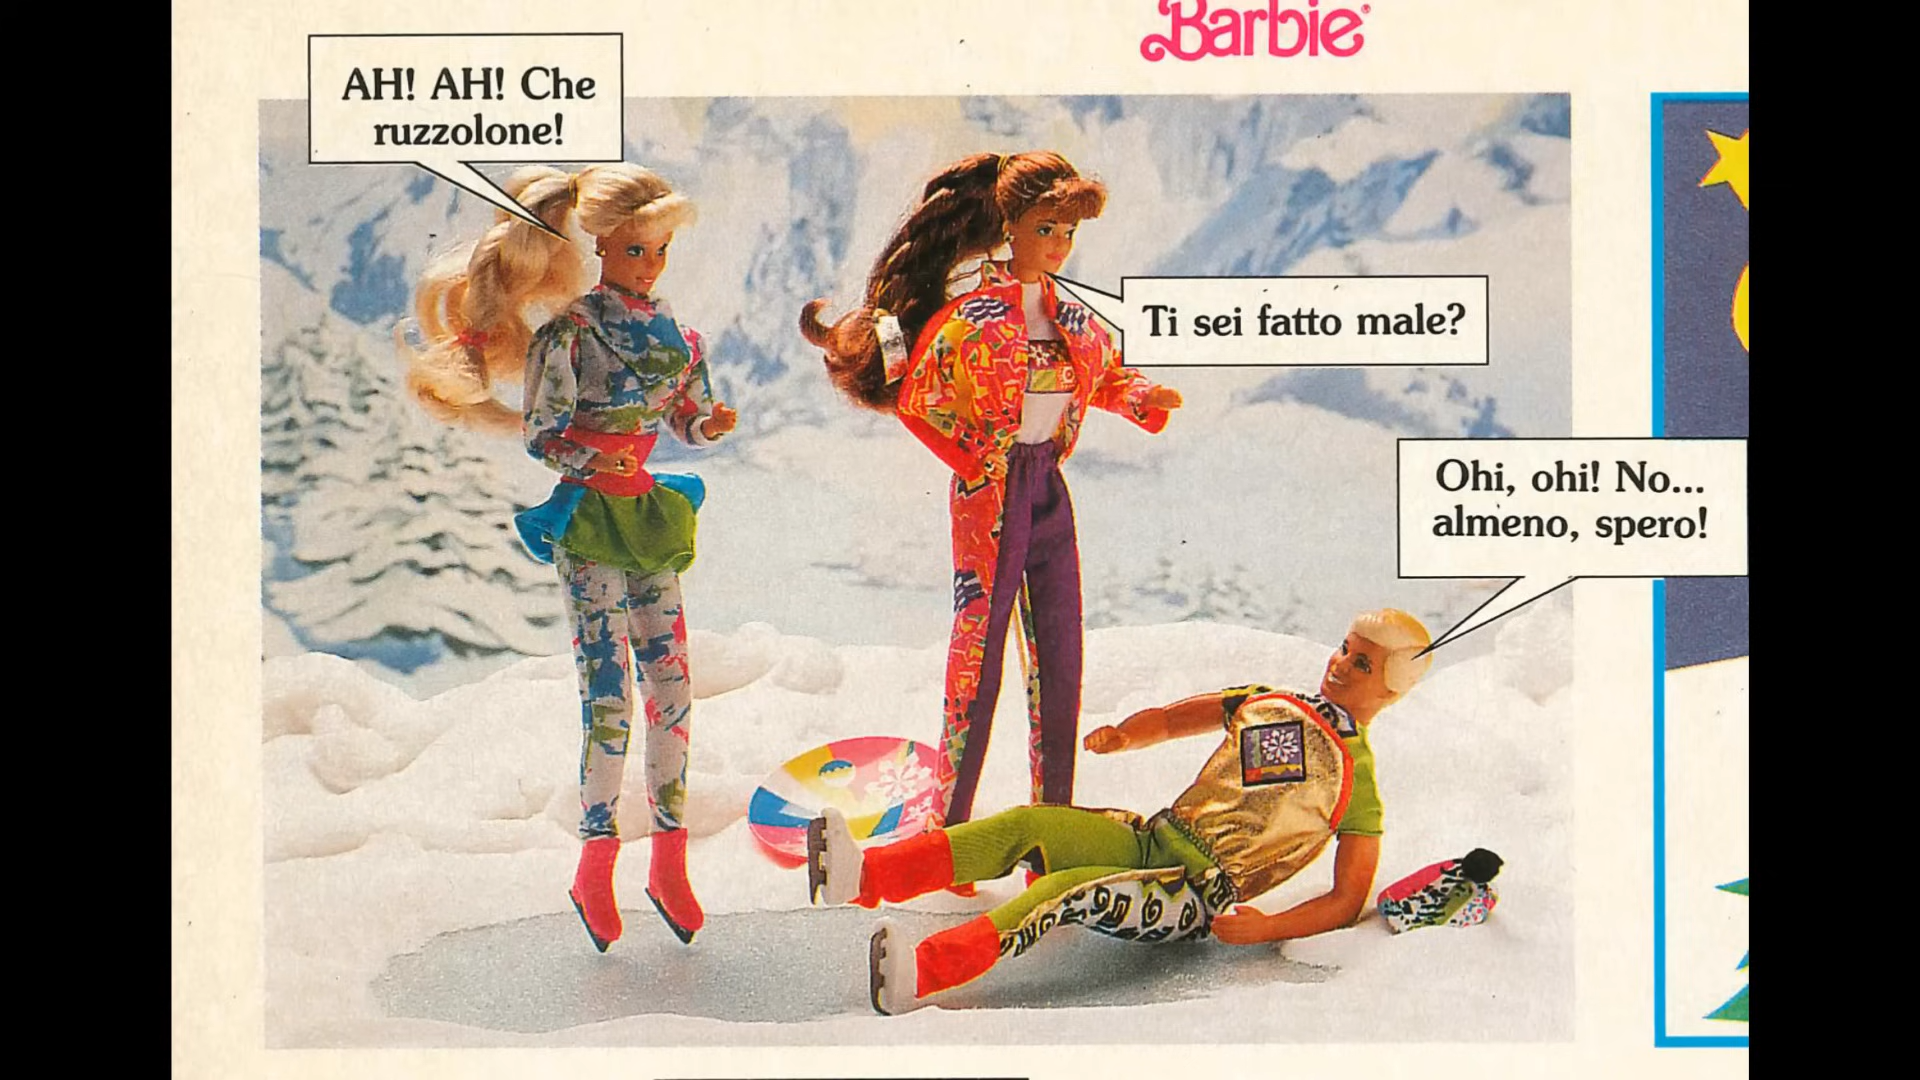 Barbie
AH! AH! Che
ruzzolone!
Ti sei fatto male?
Ohi, ohi! No...
almeno, spero!